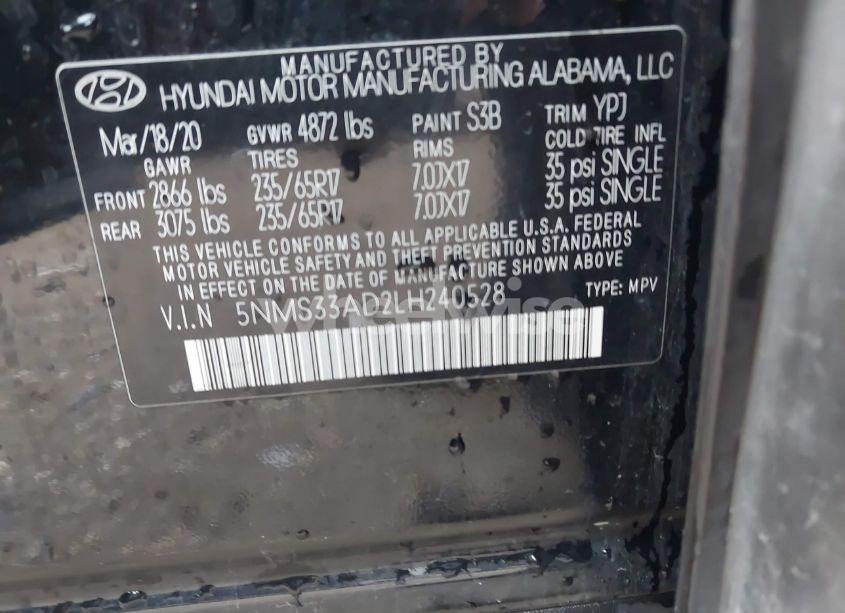 MANUFACTURED BY
HYUNDAI MOTOR MANUFACTURING ALABAMA, LLC
Mar/18/20 GVWR 4872 lbs PAINT S3B TRIM YPJ
GAWR TIRES RIMS COLD TIRE INFL
FRONT 2866 lbs 235/65R17 7.0JX17 35 psi SINGLE
REAR 3075 lbs 235/65R17 7.0JX17 35 psi SINGLE
THIS VEHICLE CONFORMS TO ALL APPLICABLE U.S.A. FEDERAL
MOTOR VEHICLE SAFETY AND THEFT PREVENTION STANDARDS
IN EFFECT ON THE DATE OF MANUFACTURE SHOWN ABOVE.
V.I.N 5NMS33AD2LH240528 TYPE: MPV